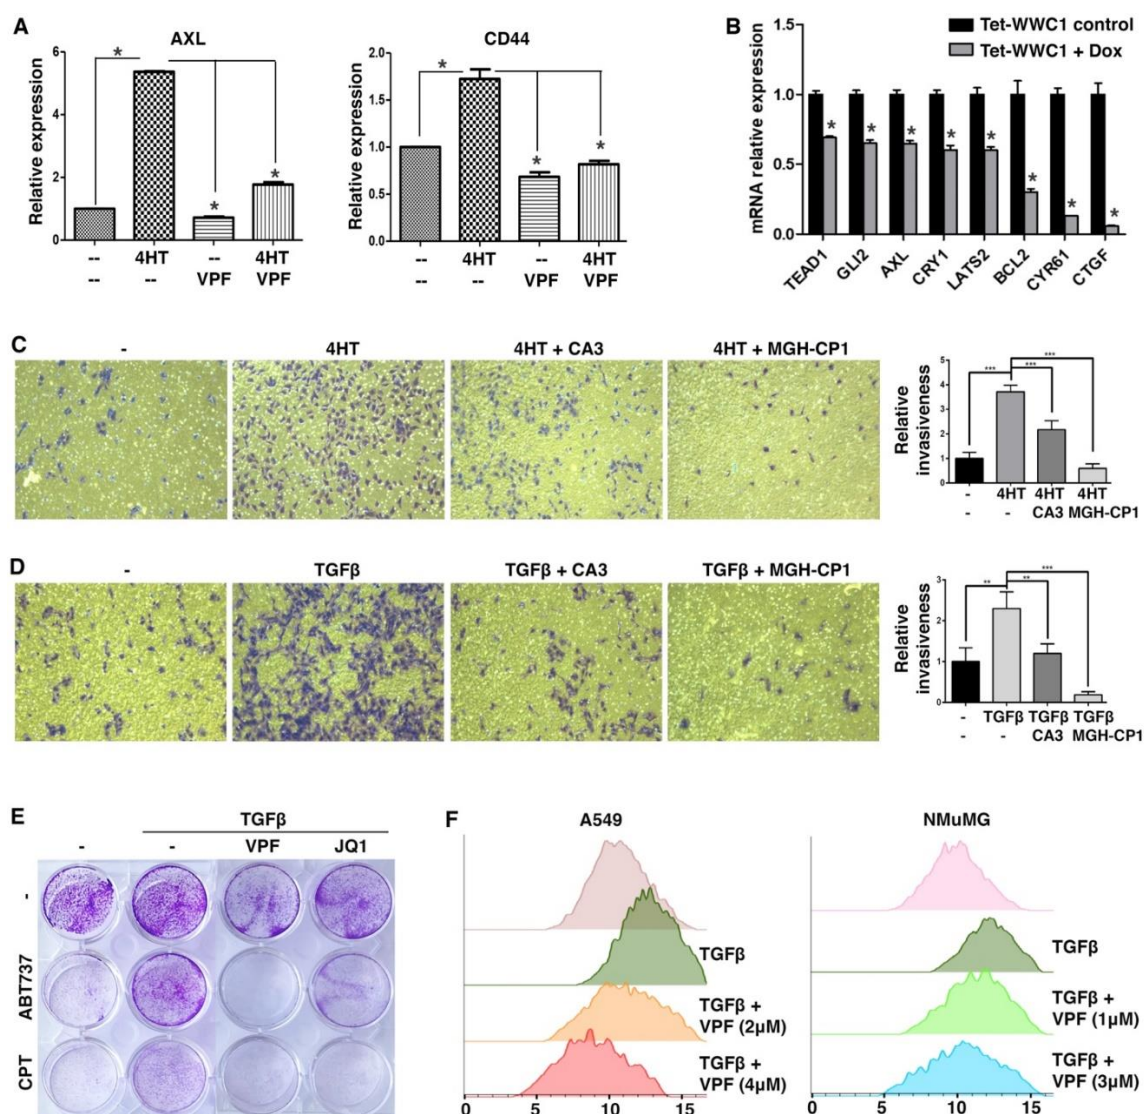 A
AXL
Relative expression
6
4
2
0
*
*
*
-- 4HT -- 4HT
-- -- VPF VPF
CD44
Relative expression
2.0
1.5
1.0
0.5
0.0
*
*
*
-- 4HT -- 4HT
-- -- VPF VPF
B
Tet-WWC1 control
Tet-WWC1 + Dox
mRNA relative expression
1.5
1.0
0.5
0.0
* * * * * * * *
TEAD1 GLI2 AXL CRY1 LATS2 BCL2 CYR61 CTGF
C
- 4HT 4HT + CA3 4HT + MGH-CP1
Relative
invasiveness
5
4
3
2
1
0
***
*** ***
- 4HT 4HT 4HT
- - CA3 MGH-CP1
D
- TGFβ TGFβ + CA3 TGFβ + MGH-CP1
Relative
invasiveness
3
2
1
0
***
** **
- TGFβ TGFβ TGFβ
- - CA3 MGH-CP1
E
TGFβ
- - VPF JQ1
-
ABT737
CPT
F
A549
TGFβ
TGFβ +
VPF (2μM)
TGFβ +
VPF (4μM)
0 5 10 15
NMuMG
TGFβ
TGFβ +
VPF (1μM)
TGFβ +
VPF (3μM)
0 5 10 15